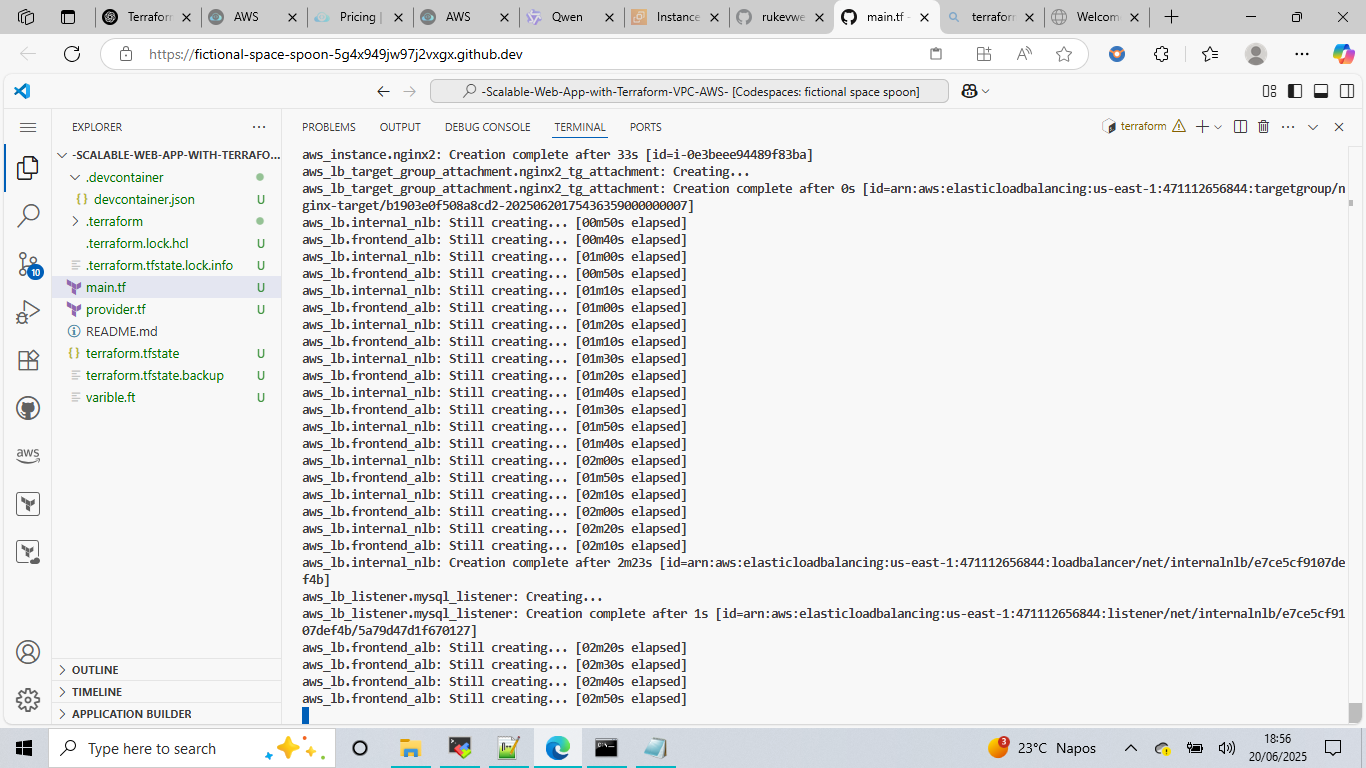 Terraform
AWS
Pricing |
AWS
Qwen
Instance
rukevwe
main.tf -
terraform
Welcom
https://fictional-space-spoon-5g4x949jw97j2vxgx.github.dev
-Scalable-Web-App-with-Terraform-VPC-AWS- [Codespaces: fictional space spoon]
EXPLORER
PROBLEMS OUTPUT DEBUG CONSOLE TERMINAL PORTS
terraform
-SCALABLE-WEB-APP-WITH-TERRAFO...
.devcontainer
devcontainer.json U
.terraform
.terraform.lock.hcl U
.terraform.tfstate.lock.info U
main.tf U
provider.tf U
README.md
terraform.tfstate U
terraform.tfstate.backup U
varible.ft U
10
aws
OUTLINE
TIMELINE
APPLICATION BUILDER
aws_instance.nginx2: Creation complete after 33s [id=i-0e3beee94489f83ba]
aws_lb_target_group_attachment.nginx2_tg_attachment: Creating...
aws_lb_target_group_attachment.nginx2_tg_attachment: Creation complete after 0s [id=arn:aws:elasticloadbalancing:us-east-1:471112656844:targetgroup/n
ginx-target/b1903e0f508a8cd2-20250620175436359000000007]
aws_lb.internal_nlb: Still creating... [00m50s elapsed]
aws_lb.frontend_alb: Still creating... [00m40s elapsed]
aws_lb.internal_nlb: Still creating... [01m00s elapsed]
aws_lb.frontend_alb: Still creating... [00m50s elapsed]
aws_lb.internal_nlb: Still creating... [01m10s elapsed]
aws_lb.frontend_alb: Still creating... [01m00s elapsed]
aws_lb.internal_nlb: Still creating... [01m20s elapsed]
aws_lb.frontend_alb: Still creating... [01m10s elapsed]
aws_lb.internal_nlb: Still creating... [01m30s elapsed]
aws_lb.frontend_alb: Still creating... [01m20s elapsed]
aws_lb.internal_nlb: Still creating... [01m40s elapsed]
aws_lb.frontend_alb: Still creating... [01m30s elapsed]
aws_lb.internal_nlb: Still creating... [01m50s elapsed]
aws_lb.frontend_alb: Still creating... [01m40s elapsed]
aws_lb.internal_nlb: Still creating... [02m00s elapsed]
aws_lb.frontend_alb: Still creating... [01m50s elapsed]
aws_lb.internal_nlb: Still creating... [02m10s elapsed]
aws_lb.frontend_alb: Still creating... [02m00s elapsed]
aws_lb.internal_nlb: Still creating... [02m20s elapsed]
aws_lb.frontend_alb: Still creating... [02m10s elapsed]
aws_lb.internal_nlb: Creation complete after 2m23s [id=arn:aws:elasticloadbalancing:us-east-1:471112656844:loadbalancer/net/internalnlb/e7ce5cf9107de
f4b]
aws_lb_listener.mysql_listener: Creating...
aws_lb_listener.mysql_listener: Creation complete after 1s [id=arn:aws:elasticloadbalancing:us-east-1:471112656844:listener/net/internalnlb/e7ce5cf91
07def4b/5a79d47d1f670127]
aws_lb.frontend_alb: Still creating... [02m20s elapsed]
aws_lb.frontend_alb: Still creating... [02m30s elapsed]
aws_lb.frontend_alb: Still creating... [02m40s elapsed]
aws_lb.frontend_alb: Still creating... [02m50s elapsed]
Type here to search
3
23°C Napos
18:56
20/06/2025